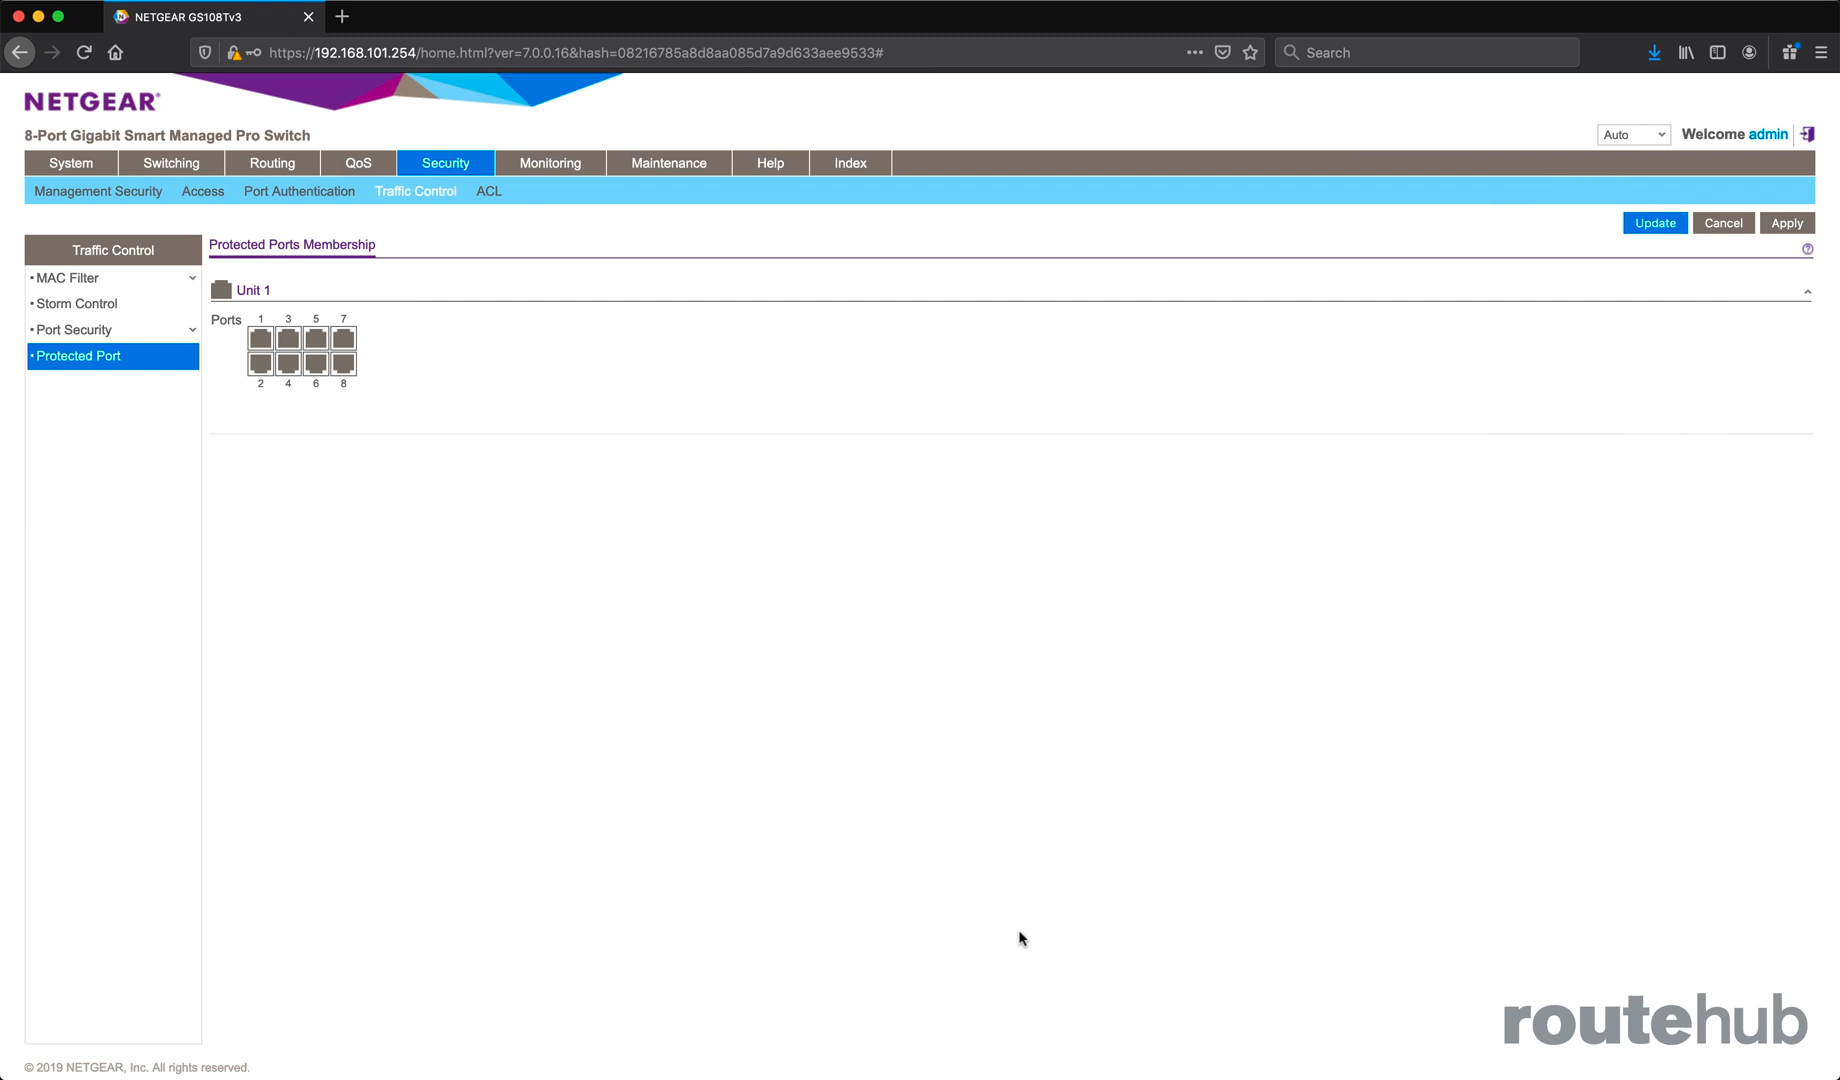 NETGEAR GS108Tv3
https://192.168.101.254/home.html?ver=7.0.0.16&hash=08216785a8d8aa085d7a9d633aee9533#
Search
NETGEAR®
8-Port Gigabit Smart Managed Pro Switch
Auto
Welcome admin
System Switching Routing QoS Security Monitoring Maintenance Help Index
Management Security Access Port Authentication Traffic Control ACL
Update Cancel Apply
Traffic Control
MAC Filter
Storm Control
Port Security
Protected Port
Protected Ports Membership
Unit 1
Ports 1 3 5 7
2 4 6 8
routehub
© 2019 NETGEAR, Inc. All rights reserved.